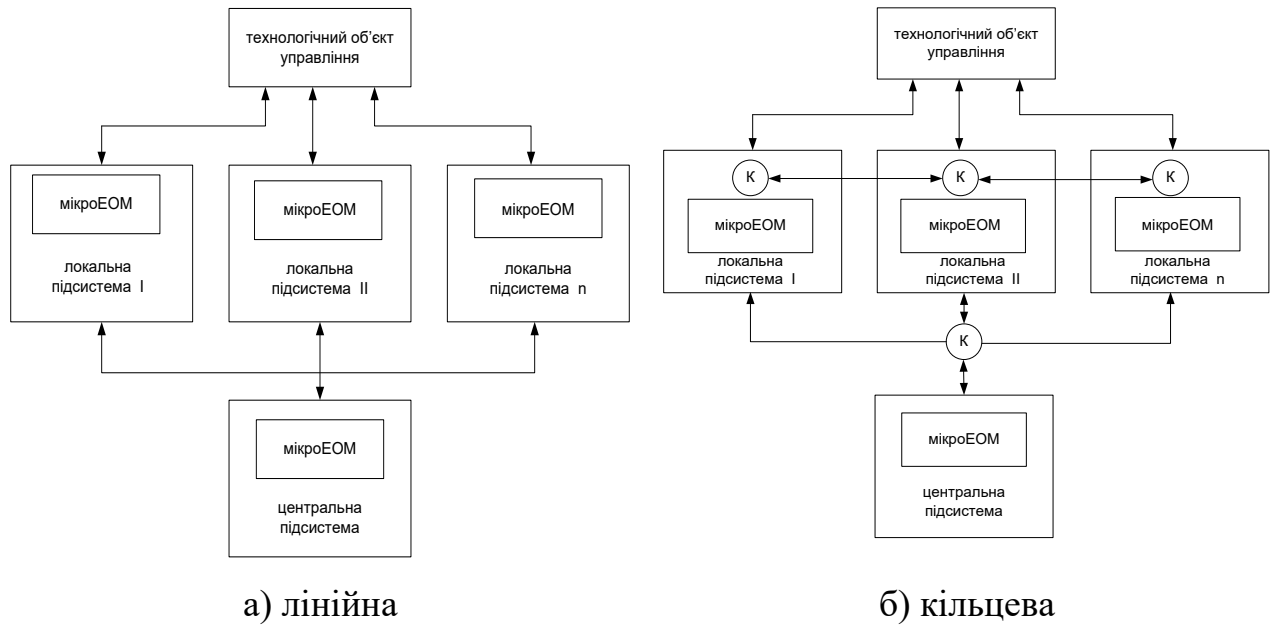 технологічний об’єкт
управління
мікроЕОМ
локальна
підсистема I
мікроЕОМ
локальна
підсистема II
мікроЕОМ
локальна
підсистема n
мікроЕОМ
центральна
підсистема
а) лінійна
технологічний об’єкт
управління
К
мікроЕОМ
локальна
підсистема I
К
мікроЕОМ
локальна
підсистема II
К
мікроЕОМ
локальна
підсистема n
К
мікроЕОМ
центральна
підсистема
б) кільцева